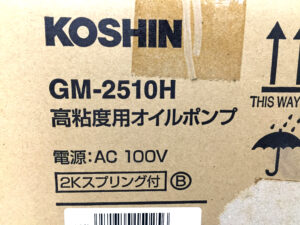 KOSHIN
GM-2510H
高粘度用オイルポンプ
THIS WAY
電源:AC 100V
2Kスプリング付 Ⓑ